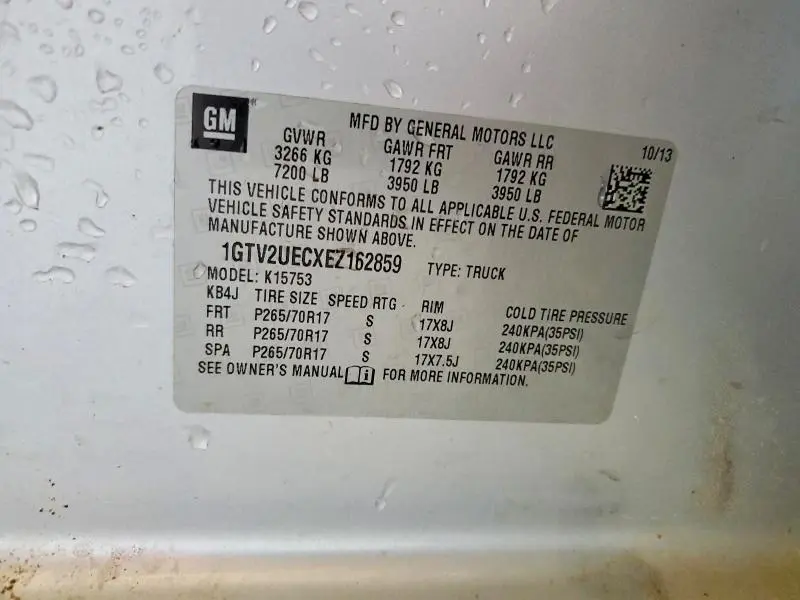 GM
MFD BY GENERAL MOTORS LLC
10/13
GVWR GAWR FRT GAWR RR
3266 KG 1792 KG 1792 KG
7200 LB 3950 LB 3950 LB
THIS VEHICLE CONFORMS TO ALL APPLICABLE U.S. FEDERAL MOTOR
VEHICLE SAFETY STANDARDS IN EFFECT ON THE DATE OF
MANUFACTURE SHOWN ABOVE.
1GTV2UECXEZ162859 TYPE: TRUCK
MODEL: K15753
KB4J TIRE SIZE SPEED RTG RIM COLD TIRE PRESSURE
FRT P265/70R17 S 17X8J 240KPA(35PSI)
RR P265/70R17 S 17X8J 240KPA(35PSI)
SPA P265/70R17 S 17X7.5J 240KPA(35PSI)
SEE OWNER'S MANUAL FOR MORE INFORMATION.